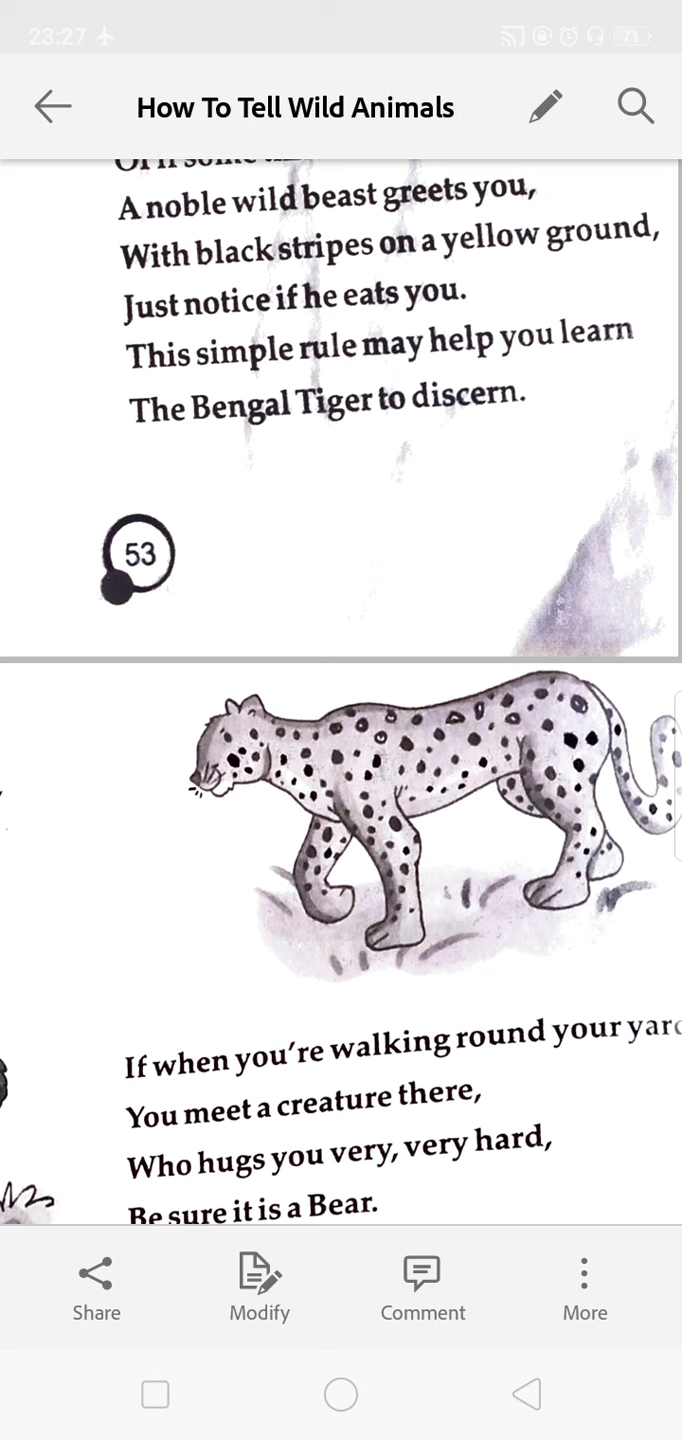 23:27
71
How To Tell Wild Animals
A noble wild beast greets you,
With black stripes on a yellow ground,
Just notice if he eats you.
This simple rule may help you learn
The Bengal Tiger to discern.
53
If when you're walking round your yard
You meet a creature there,
Who hugs you very, very hard,
Be sure it is a Bear.
Share
Modify
Comment
More